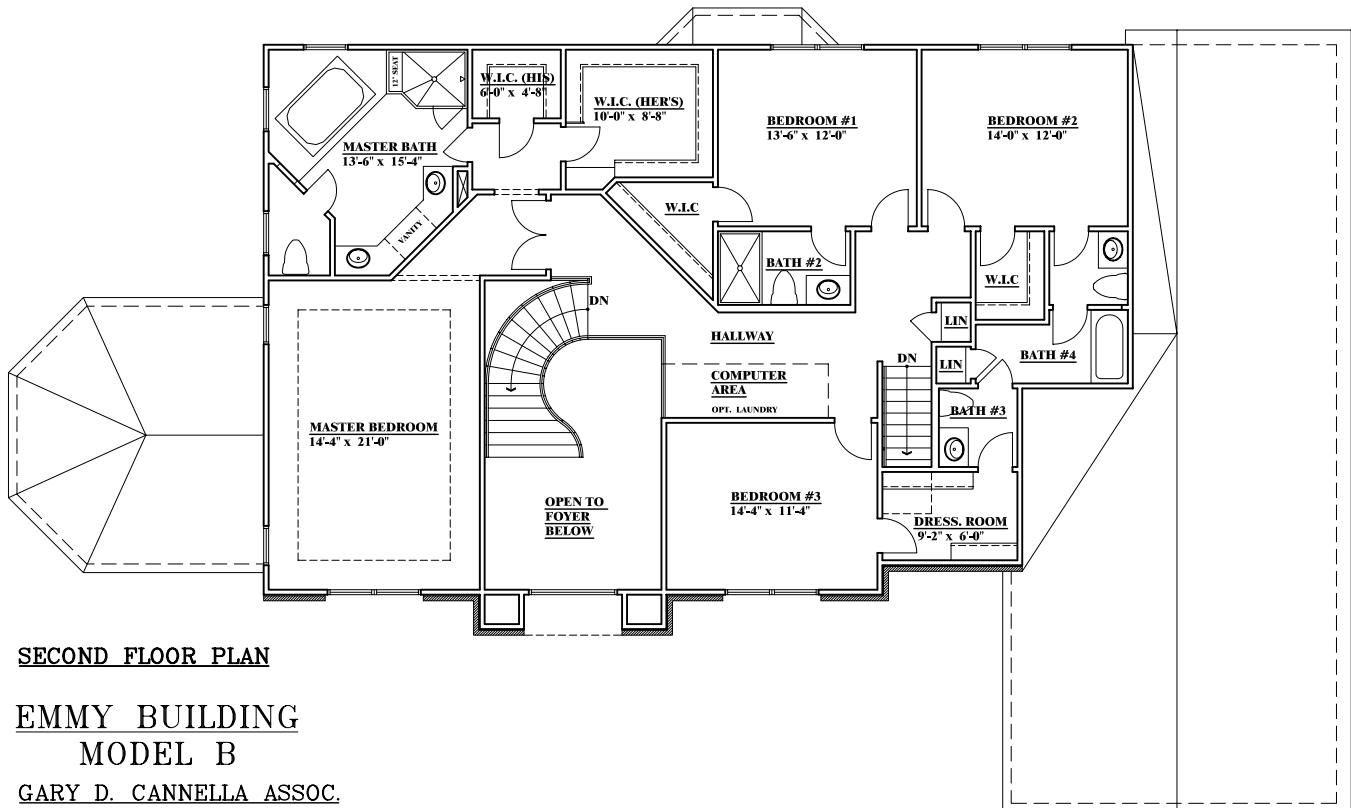 12' SEAT
W.I.C. (HIS)
6'-0" x 4'-8"
W.I.C. (HER'S)
10'-0" x 8'-8"
BEDROOM #1
13'-6" x 12'-0"
BEDROOM #2
14'-0" x 12'-0"
MASTER BATH
13'-6" x 15'-4"
W.I.C
VANITY
BATH #2
W.I.C
DN
LIN
HALLWAY
BATH #4
DN
LIN
COMPUTER
AREA
OPT. LAUNDRY
BATH #3
MASTER BEDROOM
14'-4" x 21'-0"
OPEN TO
FOYER
BELOW
BEDROOM #3
14'-4" x 11'-4"
DRESS. ROOM
9'-2" x 6'-0"
SECOND FLOOR PLAN
EMMY BUILDING
MODEL B
GARY D. CANNELLA ASSOC.